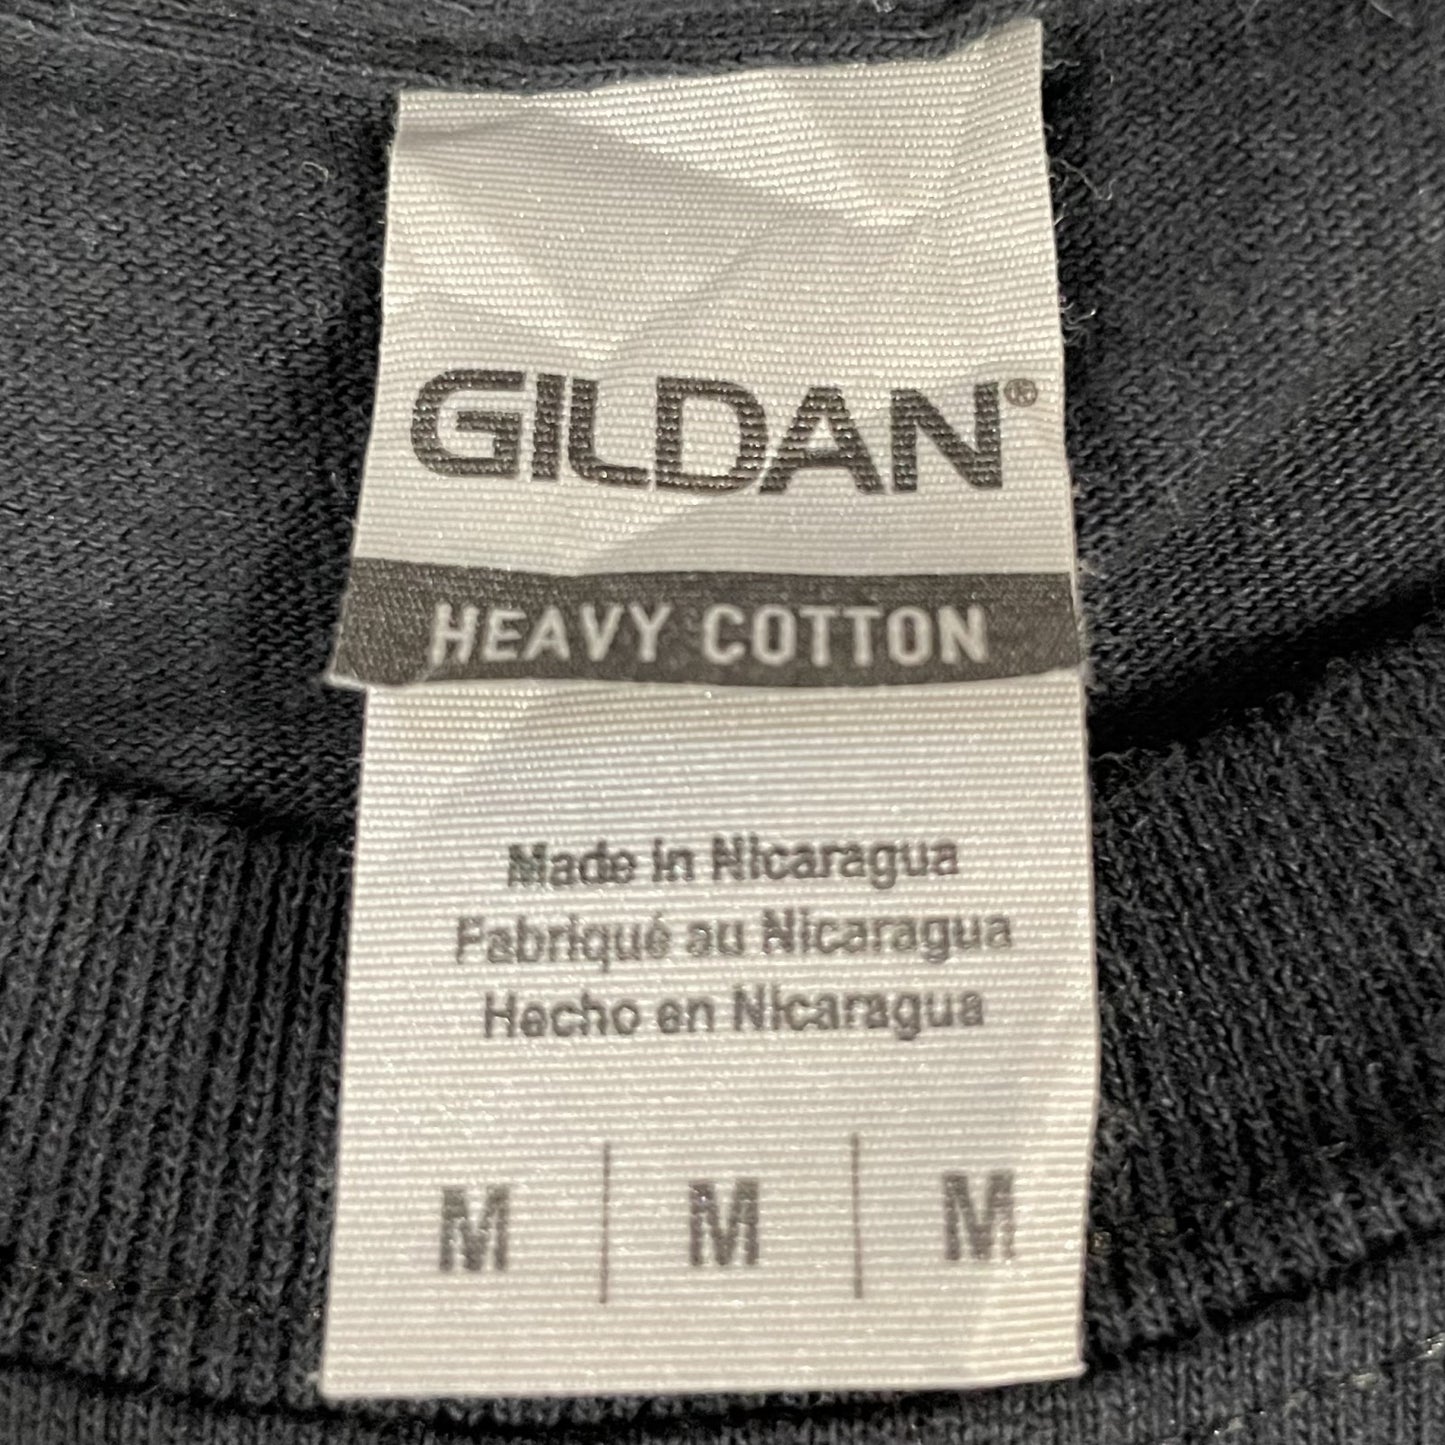 GILDAN®
HEAVY COTTON
Made in Nicaragua
Fabriqué au Nicaragua
Hecho en Nicaragua
M | M | M